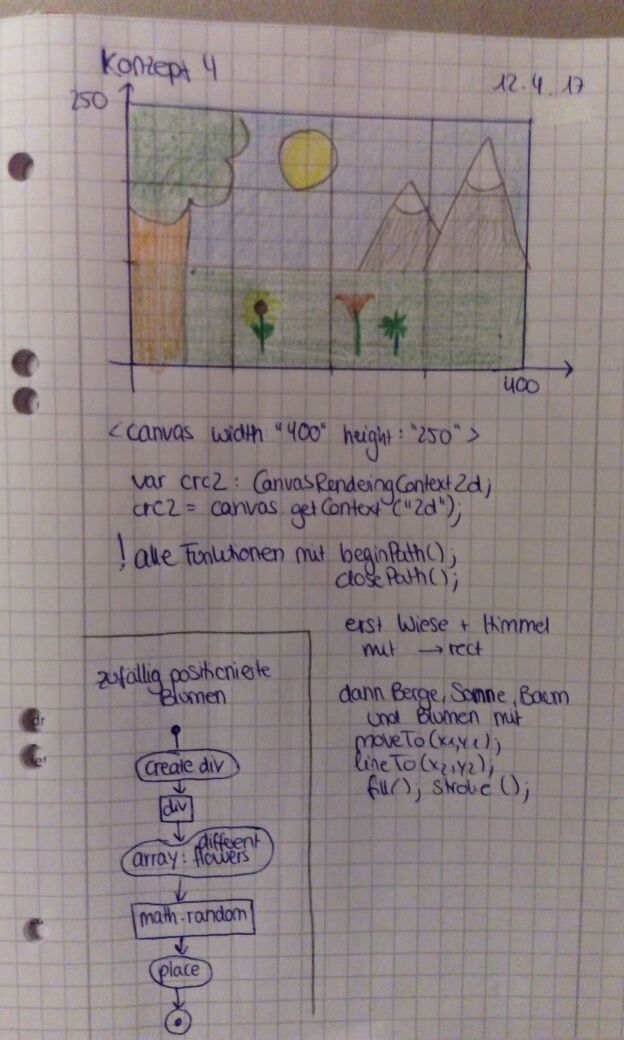 Konzept 4
12.4.17
250
400
<canvas width "400" height: "250">
var crc2: CanvasRenderingContext2d;
crc2 = canvas getContext ("2d");
! alle Funktionen mit beginPath();
closePath();
erst Wiese + Himmel
mit → rect
dann Berge, Sonne, Baum
und Blumen mit
moveTo(x1,y1);
lineTo(x2,y2);
fill(); stroke();
zufällig positionierte
Blumen
create div
div
array: different
flowers
math.random
place